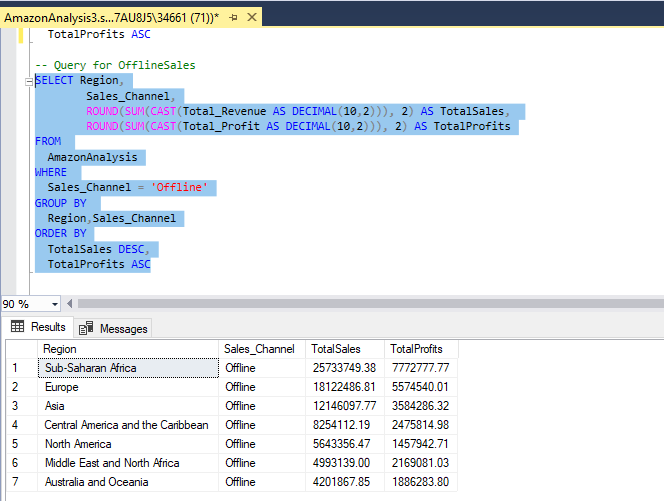 AmazonAnalysis3.s...7AU8J5\34661 (71))*
TotalProfits ASC
-- Query for OfflineSales
SELECT Region,
Sales_Channel,
ROUND(SUM(CAST(Total_Revenue AS DECIMAL(10,2))), 2) AS TotalSales,
ROUND(SUM(CAST(Total_Profit AS DECIMAL(10,2))), 2) AS TotalProfits
FROM
AmazonAnalysis
WHERE
Sales_Channel = 'Offline'
GROUP BY
Region,Sales_Channel
ORDER BY
TotalSales DESC,
TotalProfits ASC
90 %
Results Messages
Region Sales_Channel TotalSales TotalProfits
1 Sub-Saharan Africa Offline 25733749.38 7772777.77
2 Europe Offline 18122486.81 5574540.01
3 Asia Offline 12146097.77 3584286.32
4 Central America and the Caribbean Offline 8254112.19 2475814.98
5 North America Offline 5643356.47 1457942.71
6 Middle East and North Africa Offline 4993139.00 2169081.03
7 Australia and Oceania Offline 4201867.85 1886283.80